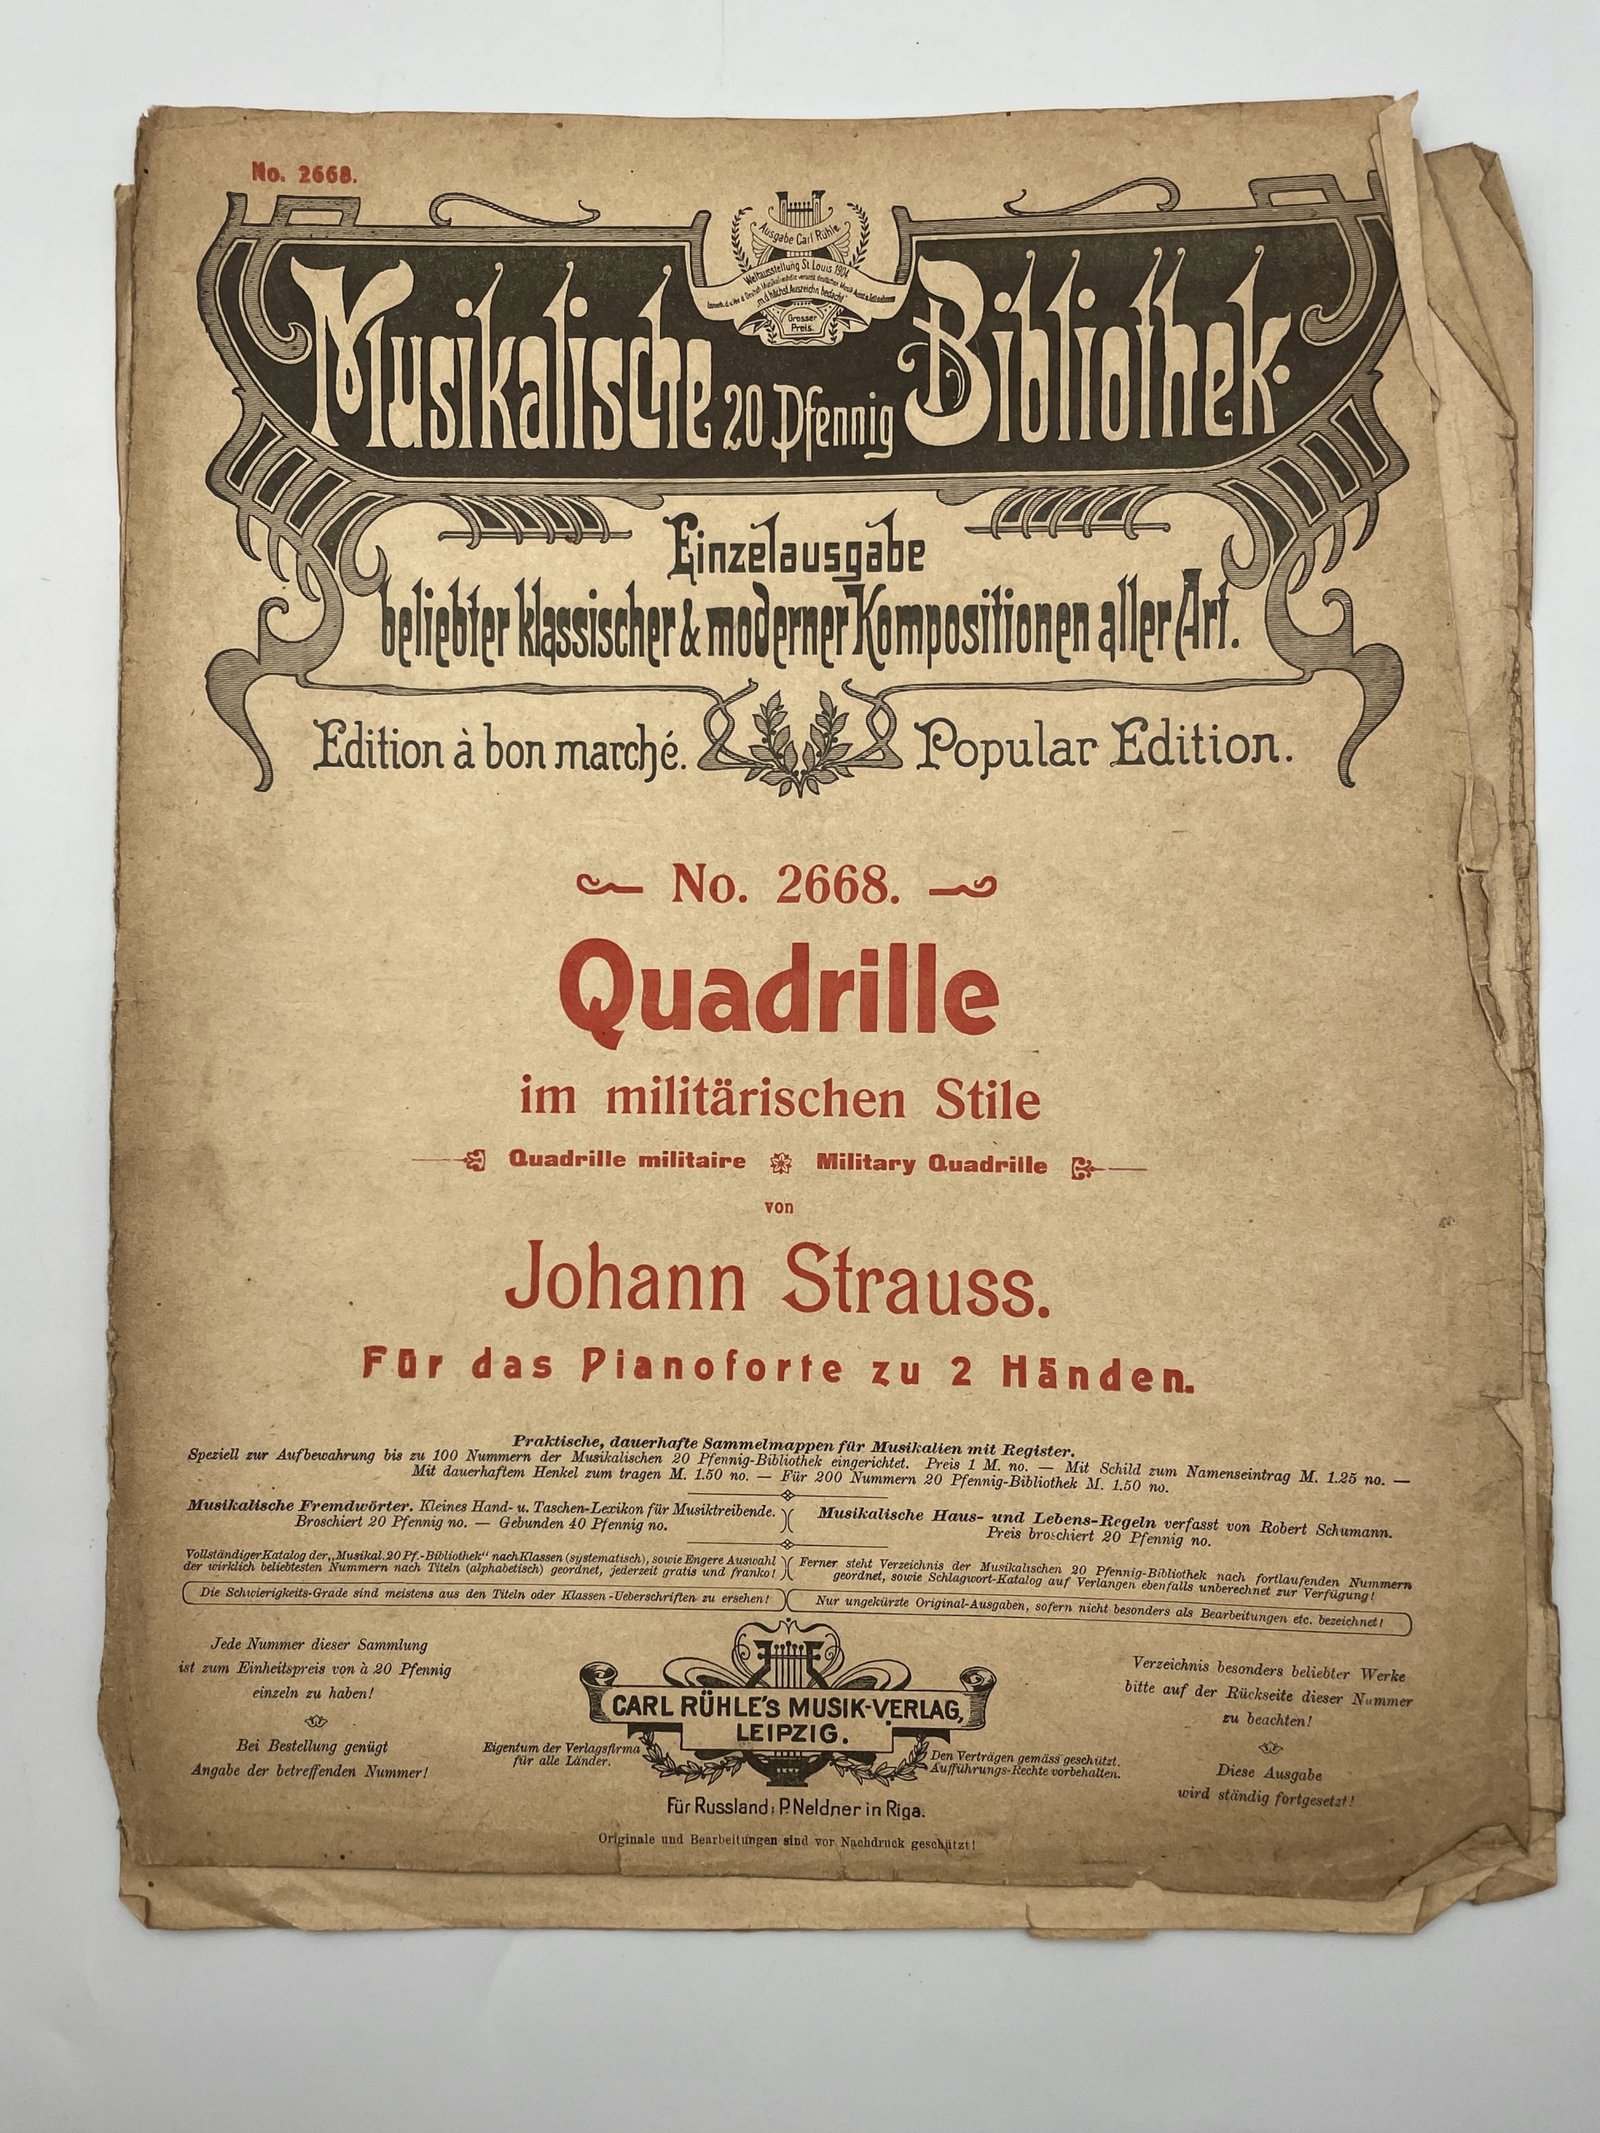 No. 2668.
Ausgabe Carl Rühle
Weltausstellung St. Louis 1904
m. d. höchst. Auszeichn. bedacht
Grosser
Preis.
Musikalische 20 Pfennig Bibliothek.
Einzelausgabe
beliebter klassischer & moderner Kompositionen aller Art.
Edition à bon marché. Popular Edition.
No. 2668.
Quadrille
im militärischen Stile
Quadrille militaire Military Quadrille
von
Johann Strauss.
Für das Pianoforte zu 2 Händen.
Praktische, dauerhafte Sammelmappen für Musikalien mit Register.
Speziell zur Aufbewahrung bis zu 100 Nummern der Musikalischen 20 Pfennig-Bibliothek eingerichtet. Preis 1 M. no. — Mit Schild zum Namenseintrag M. 1.25 no. —
Mit dauerhaftem Henkel zum tragen M. 1.50 no. — Für 200 Nummern 20 Pfennig-Bibliothek M. 1.50 no.
Musikalische Fremdwörter. Kleines Hand- u. Taschen-Lexikon für Musiktreibende.
Broschiert 20 Pfennig no. — Gebunden 40 Pfennig no.
Musikalische Haus- und Lebens-Regeln verfasst von Robert Schumann.
Preis broschiert 20 Pfennig no.
Vollständiger Katalog der „Musikal. 20 Pf.-Bibliothek“ nach Klassen (systematisch), sowie Engere Auswahl
der wirklich beliebtesten Nummern nach Titeln (alphabetisch) geordnet, jederzeit gratis und franko!
Ferner steht Verzeichnis der Musikalischen 20 Pfennig-Bibliothek nach fortlaufenden Nummern
geordnet, sowie Schlagwort-Katalog auf Verlangen ebenfalls unberechnet zur Verfügung!
Die Schwierigkeits-Grade sind meistens aus den Titeln oder Klassen-Ueberschriften zu ersehen!
Nur ungekürzte Original-Ausgaben, sofern nicht besonders als Bearbeitungen etc. bezeichnet!
Jede Nummer dieser Sammlung
ist zum Einheitspreis von à 20 Pfennig
einzeln zu haben!
Bei Bestellung genügt
Angabe der betreffenden Nummer!
CARL RÜHLE'S MUSIK-VERLAG,
LEIPZIG.
Eigentum der Verlagsfirma
für alle Länder.
Den Verträgen gemäss geschützt.
Aufführungs-Rechte vorbehalten.
Für Russland: P. Neldner in Riga.
Originale und Bearbeitungen sind vor Nachdruck geschützt!
Verzeichnis besonders beliebter Werke
bitte auf der Rückseite dieser Nummer
zu beachten!
Diese Ausgabe
wird ständig fortgesetzt!